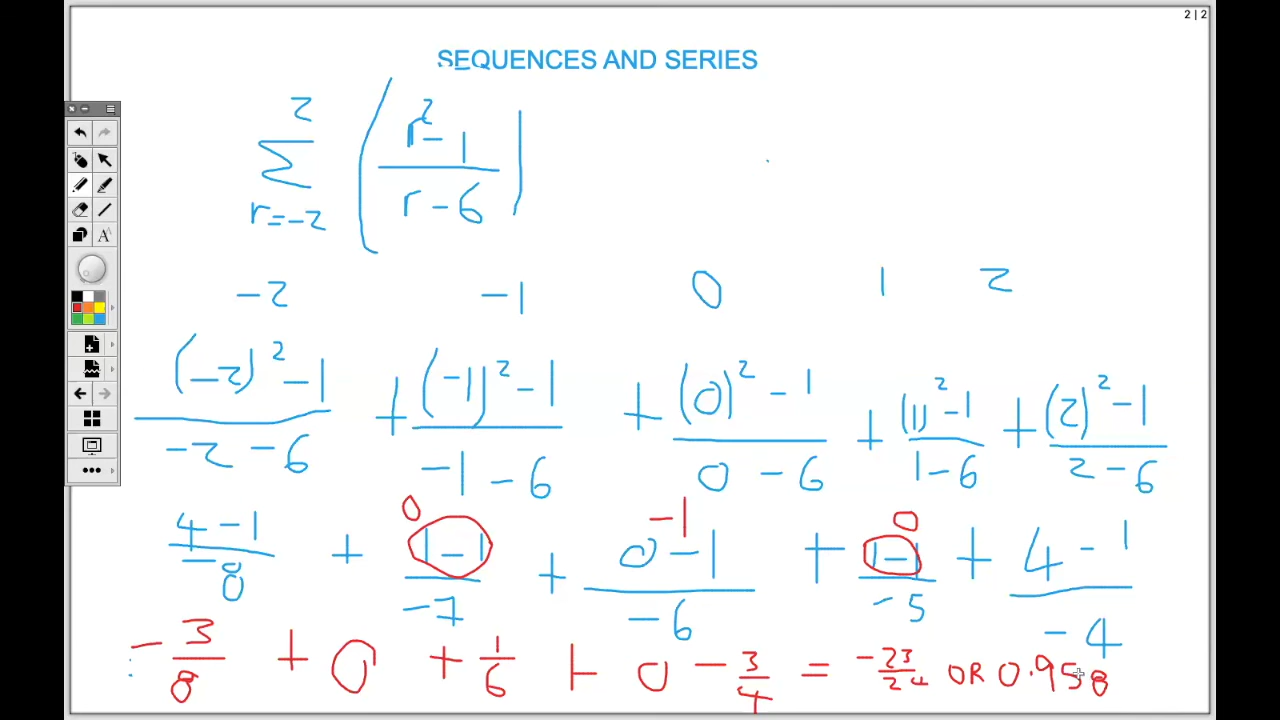 2 | 2
SEQUENCES AND SERIES
2
∑ ( r² - 1 / r - 6 )
r = -2
-2 -1 0 1 2
(-2)² - 1 / -2 - 6 + (-1)² - 1 / -1 - 6 + (0)² - 1 / 0 - 6 + (1)² - 1 / 1 - 6 + (2)² - 1 / 2 - 6
0 -1 0
4 - 1 / -8 + 1 - 1 / -7 + 0 - 1 / -6 + 1 - 1 / -5 + 4 - 1 / -4
- 3/8 + 0 + 1/6 + 0 - 3/4 = - 23/24 OR 0.958